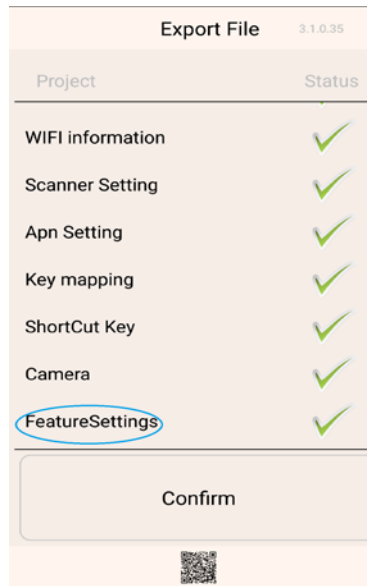 Export File 3.1.0.35
Project Status
WIFI information
Scanner Setting
Apn Setting
Key mapping
ShortCut Key
Camera
FeatureSettings
Confirm